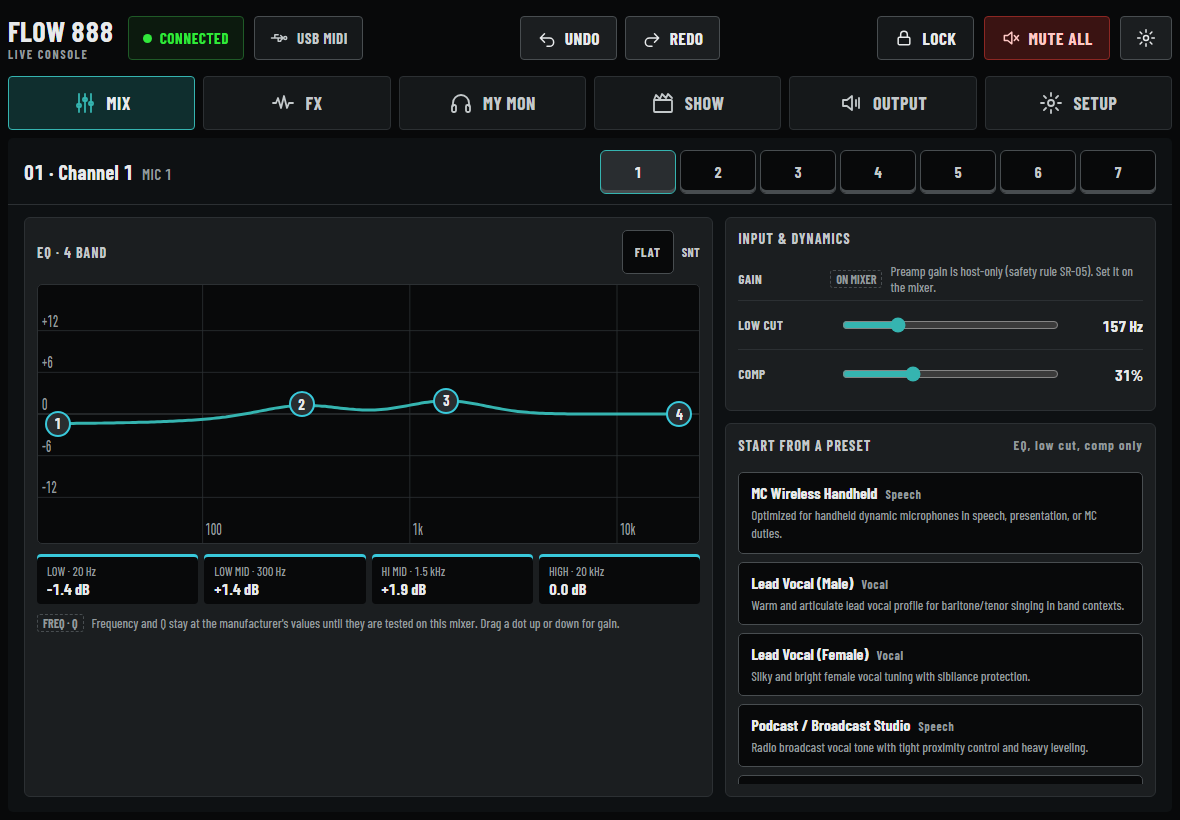 FLOW 888
LIVE CONSOLE
CONNECTED
USB MIDI
UNDO
REDO
LOCK
MUTE ALL
MIX
FX
MY MON
SHOW
OUTPUT
SETUP
01 · Channel 1 MIC 1
1
2
3
4
5
6
7
EQ · 4 BAND
FLAT
SNT
+12
+6
0
-6
-12
1
2
3
4
100
1k
10k
LOW · 20 Hz
-1.4 dB
LOW MID · 300 Hz
+1.4 dB
HI MID · 1.5 kHz
+1.9 dB
HIGH · 20 kHz
0.0 dB
FREQ · Q Frequency and Q stay at the manufacturer's values until they are tested on this mixer. Drag a dot up or down for gain.
INPUT & DYNAMICS
GAIN
ON MIXER
Preamp gain is host-only (safety rule SR-05). Set it on
the mixer.
LOW CUT
157 Hz
COMP
31%
START FROM A PRESET
EQ, low cut, comp only
MC Wireless Handheld Speech
Optimized for handheld dynamic microphones in speech, presentation, or MC
duties.
Lead Vocal (Male) Vocal
Warm and articulate lead vocal profile for baritone/tenor singing in band contexts.
Lead Vocal (Female) Vocal
Silky and bright female vocal tuning with sibilance protection.
Podcast / Broadcast Studio Speech
Radio broadcast vocal tone with tight proximity control and heavy leveling.